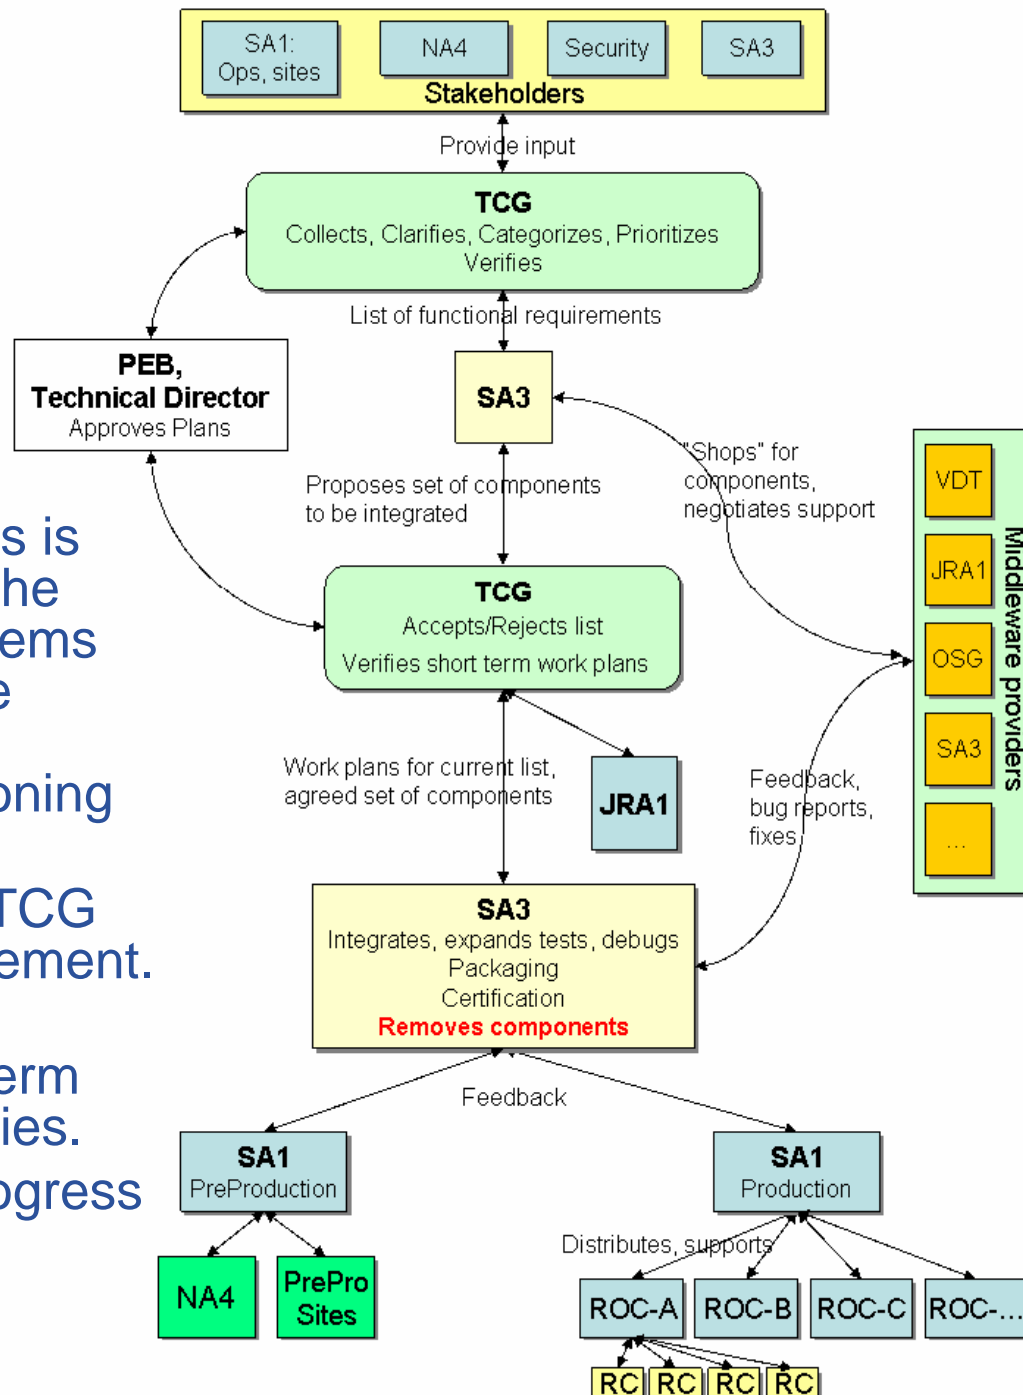 SA1:
Ops, sites
NA4
Security
SA3
Stakeholders
Provide input
TCG
Collects, Clarifies, Categorizes, Prioritizes
Verifies
List of functional requirements
PEB,
Technical Director
Approves Plans
SA3
"Shops" for
components,
negotiates support
Proposes set of components
to be integrated
TCG
Accepts/Rejects list
Verifies short term work plans
Middleware providers
VDT
JRA1
OSG
SA3
...
Work plans for current list,
agreed set of components
JRA1
Feedback,
bug reports,
fixes
SA3
Integrates, expands tests, debugs
Packaging
Certification
Removes components
Feedback
SA1
PreProduction
SA1
Production
NA4
PrePro
Sites
Distributes, supports
ROC-A
ROC-B
ROC-C
ROC-...
RC
RC
RC
RC
s is
he
ems
e
oning
TCG
ement.
erm
ies.
ogress